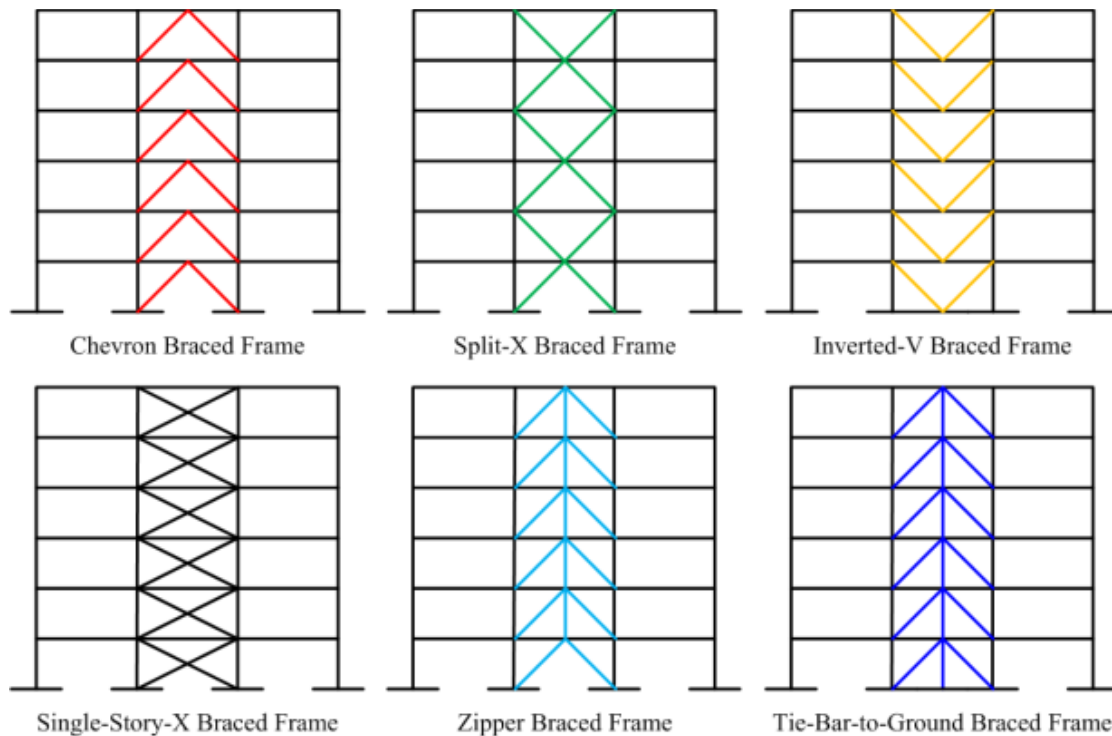 Chevron Braced Frame
Split-X Braced Frame
Inverted-V Braced Frame
Single-Story-X Braced Frame
Zipper Braced Frame
Tie-Bar-to-Ground Braced Frame